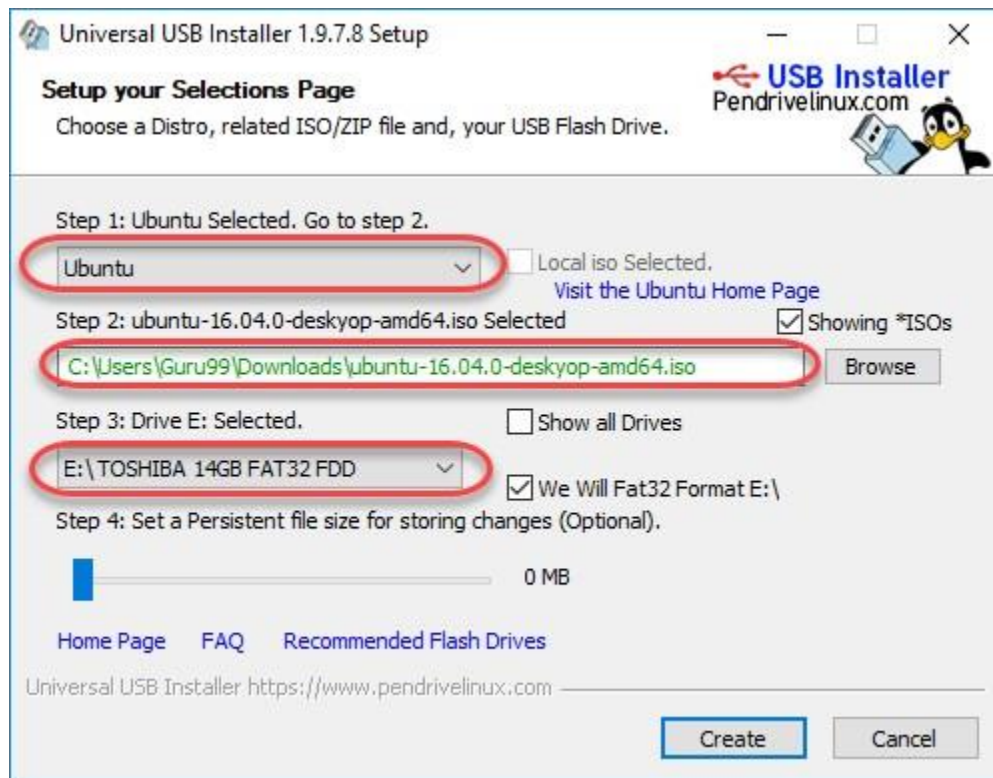 Universal USB Installer 1.9.7.8 Setup
Setup your Selections Page
Choose a Distro, related ISO/ZIP file and, your USB Flash Drive.
USB Installer
Pendrivelinux.com
Step 1: Ubuntu Selected. Go to step 2.
Ubuntu
Local iso Selected.
Visit the Ubuntu Home Page
Step 2: ubuntu-16.04.0-deskyop-amd64.iso Selected
Showing *ISOs
C:\Users\Guru99\Downloads\ubuntu-16.04.0-deskyop-amd64.iso
Browse
Step 3: Drive E: Selected.
Show all Drives
E:\TOSHIBA 14GB FAT32 FDD
We Will Fat32 Format E:\
Step 4: Set a Persistent file size for storing changes (Optional).
0 MB
Home Page FAQ Recommended Flash Drives
Universal USB Installer https://www.pendrivelinux.com
Create Cancel